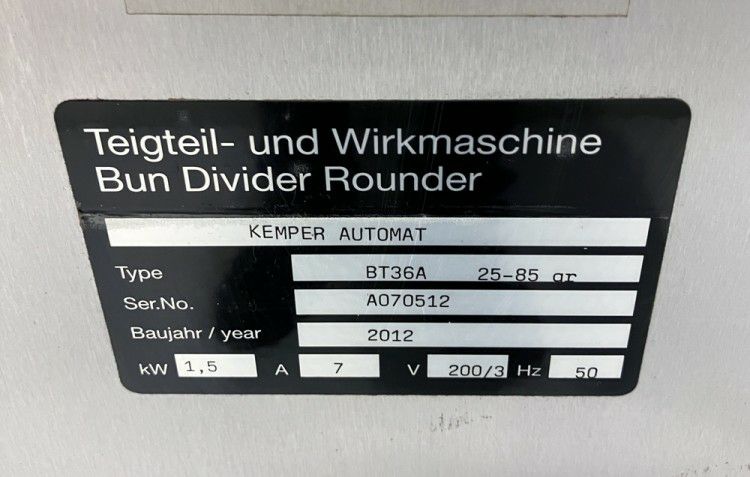 Teigteil- und Wirkmaschine
Bun Divider Rounder
KEMPER AUTOMAT
Type BT36A 25-85 gr
Ser.No. A070512
Baujahr / year 2012
kW 1,5 A 7 V 200/3 Hz 50